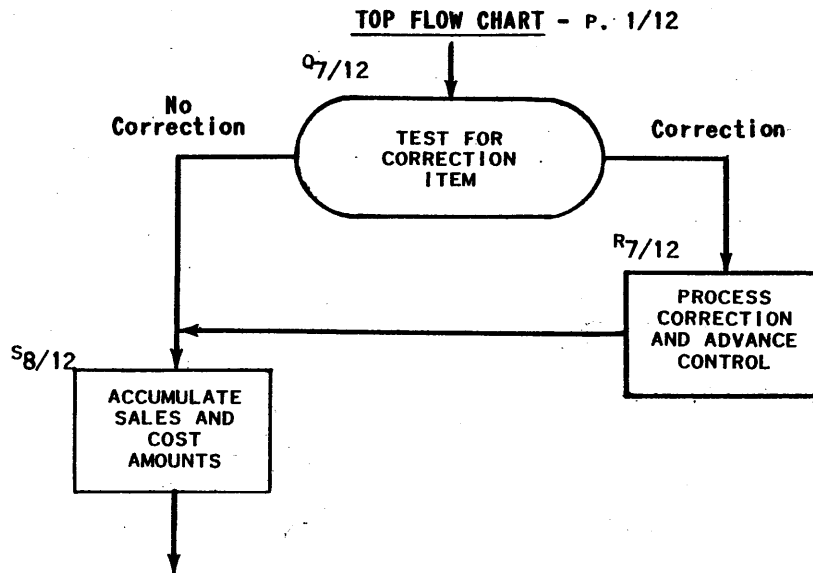 TOP FLOW CHART - P. 1/12
Q7/12
No
Correction
TEST FOR
CORRECTION
ITEM
Correction
R7/12
PROCESS
CORRECTION
AND ADVANCE
CONTROL
S8/12
ACCUMULATE
SALES AND
COST
AMOUNTS